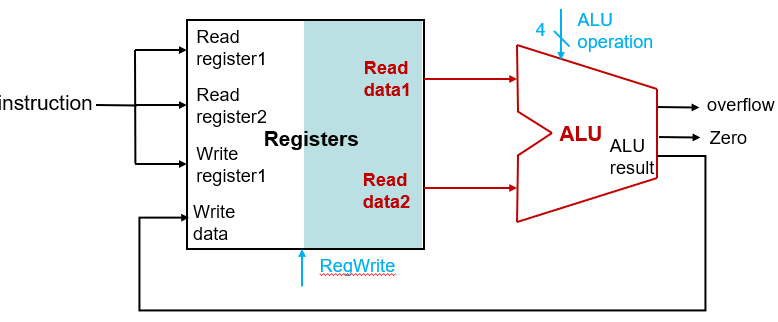 instruction
Read
register1
Read
register2
Write
register1
Write
data
Registers
Read
data1
Read
data2
RegWrite
4
ALU
operation
ALU
ALU
result
overflow
Zero